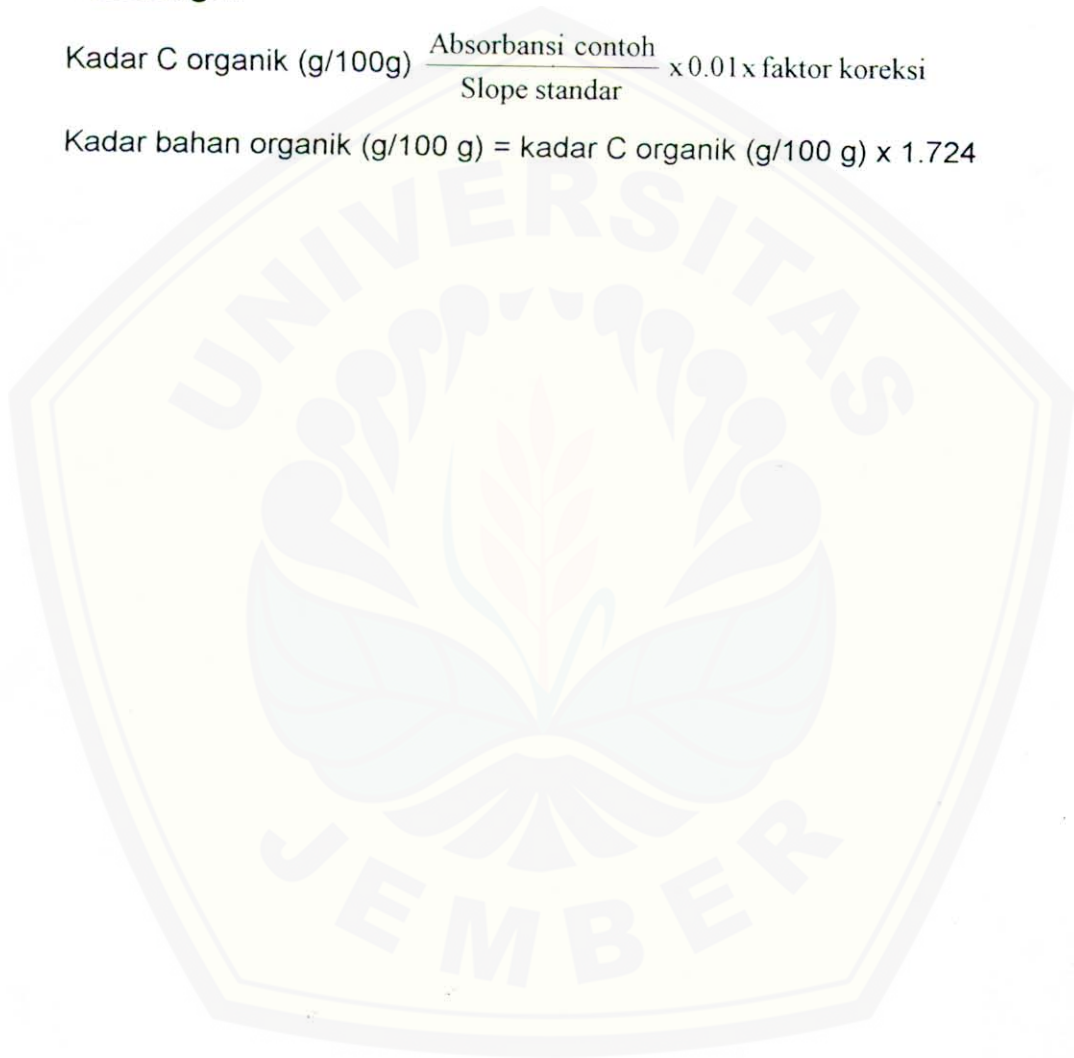 Kadar C organik (g/100g) Absorbansi contoh / Slope standar x 0.01 x faktor koreksi
Kadar bahan organik (g/100 g) = kadar C organik (g/100 g) x 1.724
UNIVERSITAS
JEMBER